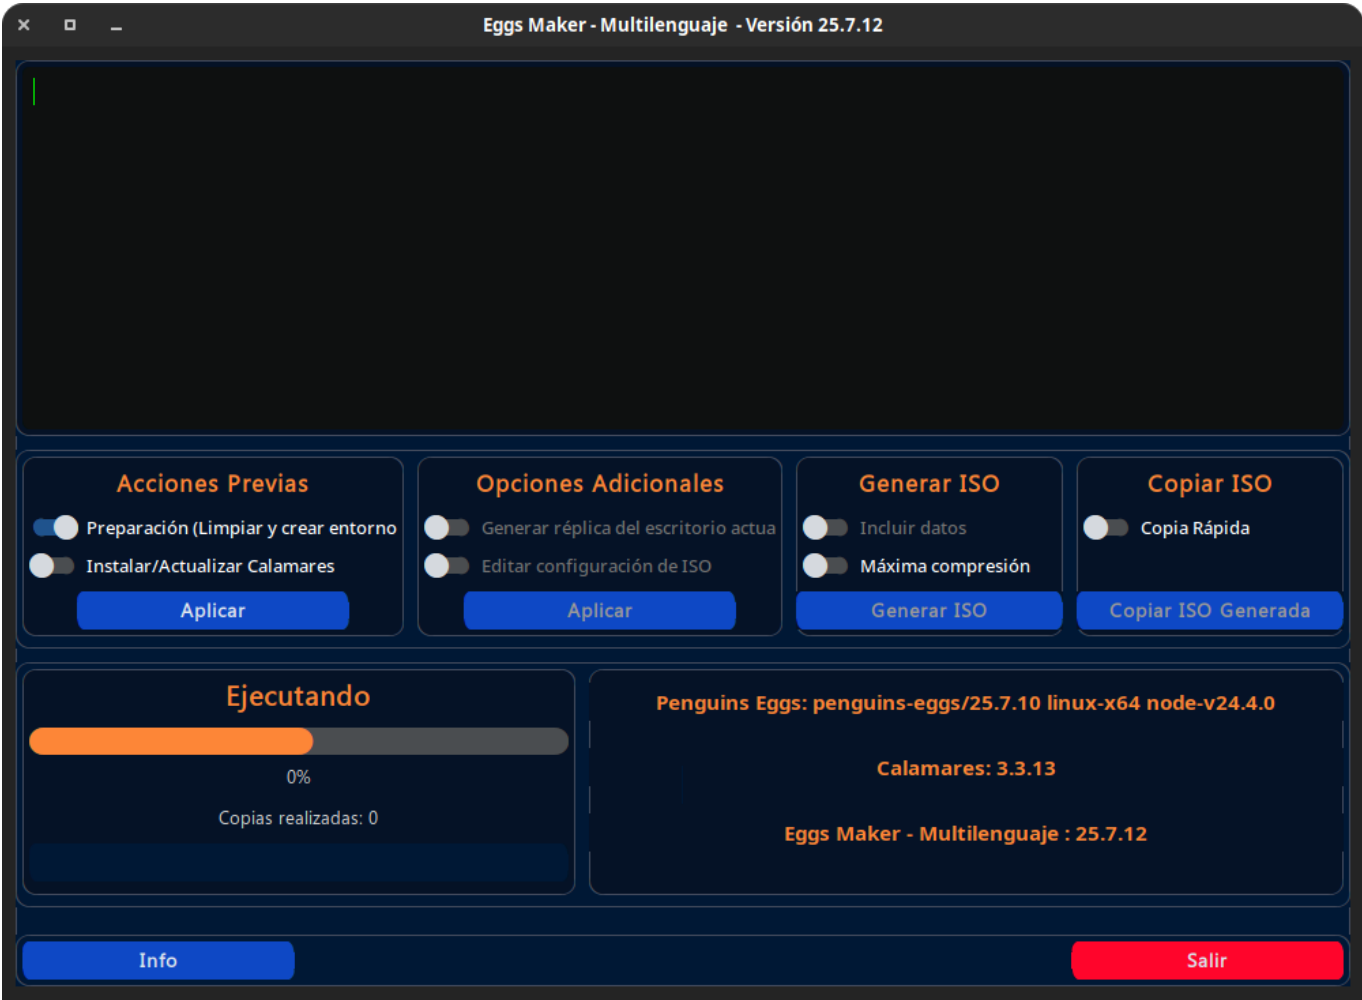 Eggs Maker - Multilenguaje - Versión 25.7.12
Acciones Previas
Preparación (Limpiar y crear entorno
Instalar/Actualizar Calamares
Aplicar
Opciones Adicionales
Generar réplica del escritorio actua
Editar configuración de ISO
Aplicar
Generar ISO
Incluir datos
Máxima compresión
Generar ISO
Copiar ISO
Copia Rápida
Copiar ISO Generada
Ejecutando
0%
Copias realizadas: 0
Penguins Eggs: penguins-eggs/25.7.10 linux-x64 node-v24.4.0
Calamares: 3.3.13
Eggs Maker - Multilenguaje : 25.7.12
Info
Salir